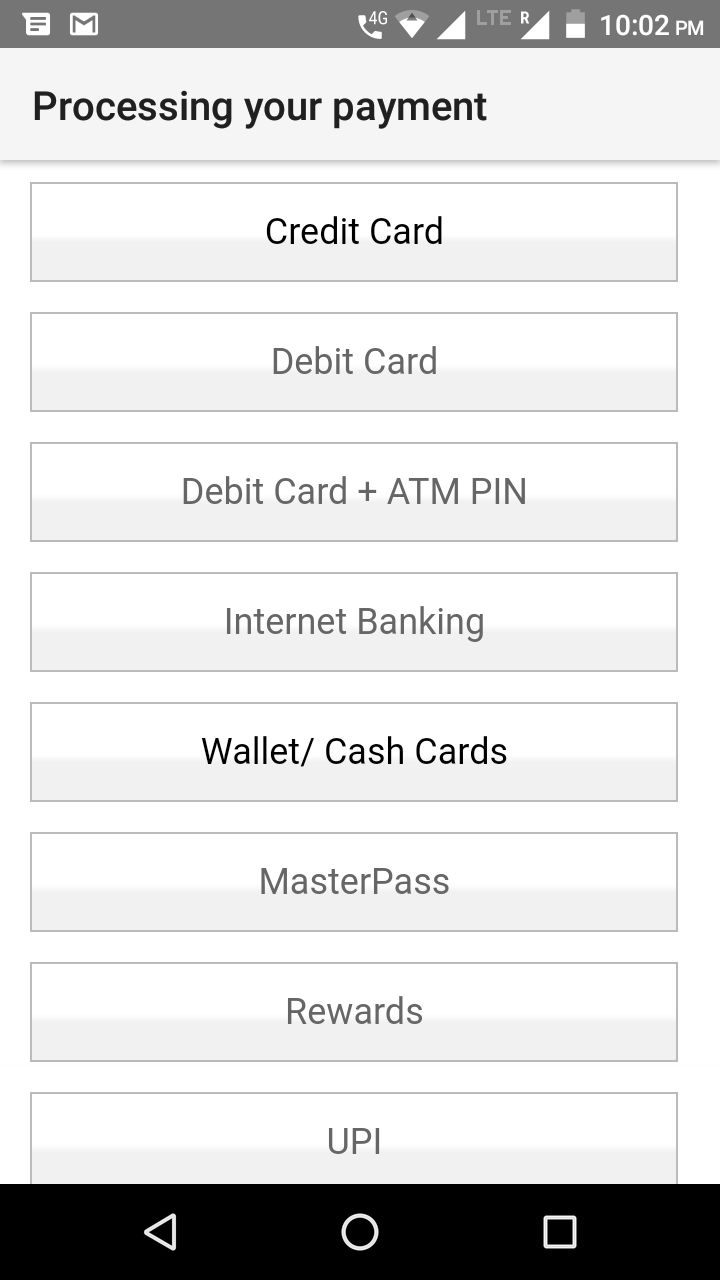 4G LTE R 10:02 PM
Processing your payment
Credit Card
Debit Card
Debit Card + ATM PIN
Internet Banking
Wallet/ Cash Cards
MasterPass
Rewards
UPI